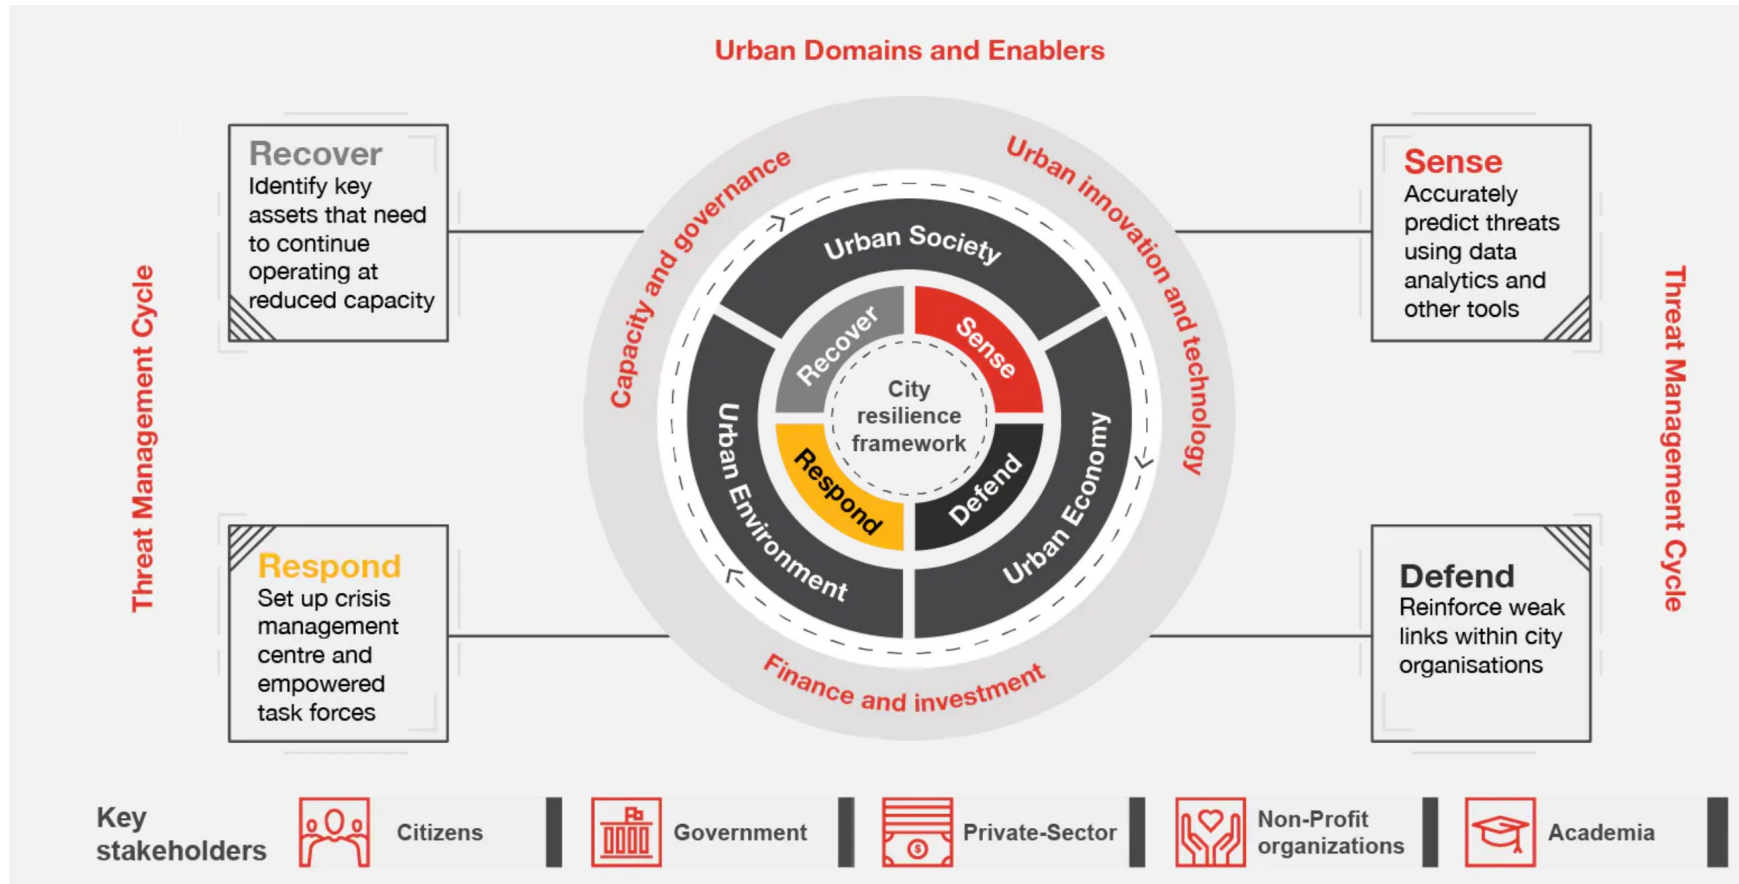 Urban Domains and Enablers
Recover
Identify key
assets that need
to continue
operating at
reduced capacity
Sense
Accurately
predict threats
using data
analytics and
other tools
Threat Management Cycle
Threat Management Cycle
Capacity and governance
Urban innovation and technology
Finance and investment
Urban Society
Urban Environment
Urban Economy
Recover
Sense
Respond
Defend
City
resilience
framework
Respond
Set up crisis
management
centre and
empowered
task forces
Defend
Reinforce weak
links within city
organisations
Key
stakeholders
Citizens
Government
$
Private-Sector
Non-Profit
organizations
Academia